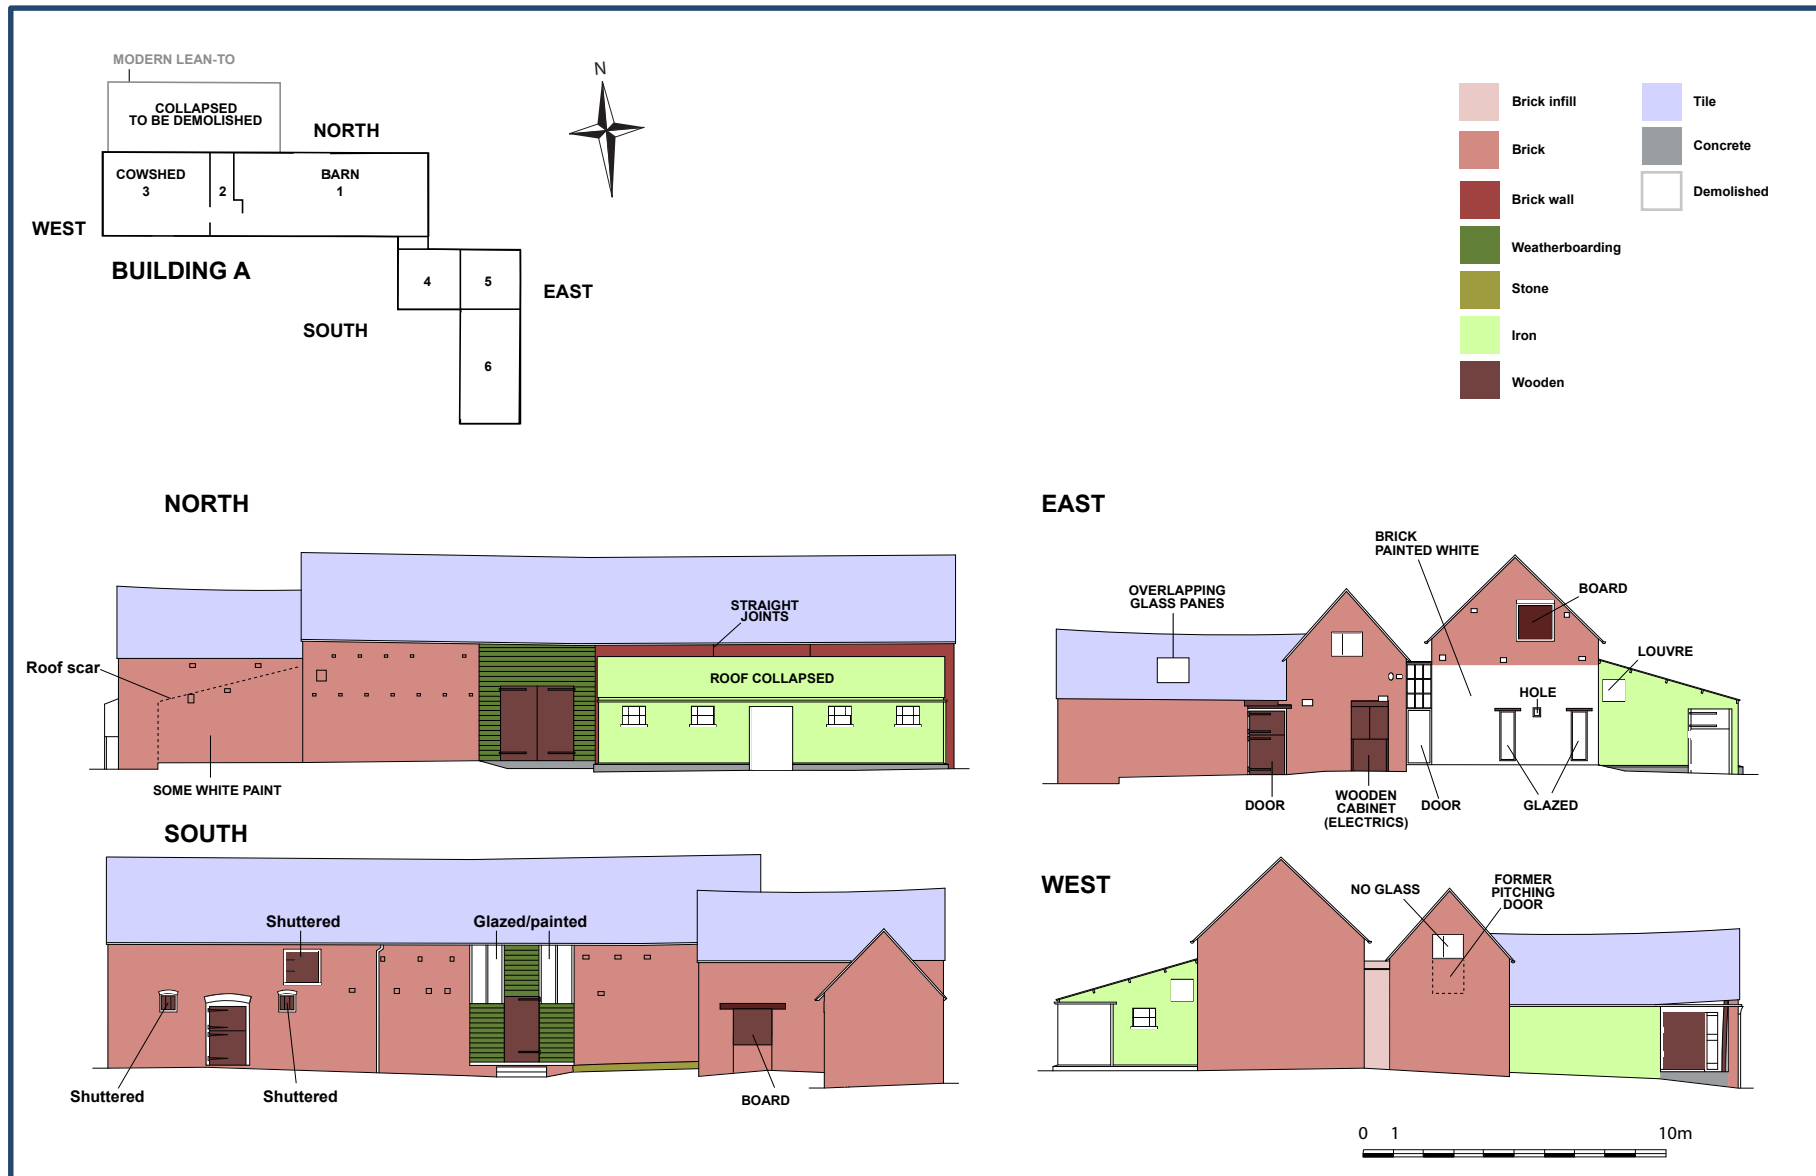 MODERN LEAN-TO
COLLAPSED
TO BE DEMOLISHED
NORTH
COWSHED
3
2
BARN
1
WEST
BUILDING A
4
5
EAST
SOUTH
6
N
Brick infill
Brick
Brick wall
Weatherboarding
Stone
Iron
Wooden
Tile
Concrete
Demolished
NORTH
STRAIGHT
JOINTS
Roof scar
ROOF COLLAPSED
SOME WHITE PAINT
EAST
BRICK
PAINTED WHITE
OVERLAPPING
GLASS PANES
BOARD
LOUVRE
HOLE
DOOR
WOODEN
CABINET
(ELECTRICS)
DOOR
GLAZED
SOUTH
Shuttered
Glazed/painted
Shuttered
Shuttered
BOARD
WEST
NO GLASS
FORMER
PITCHING
DOOR
0 1 10m